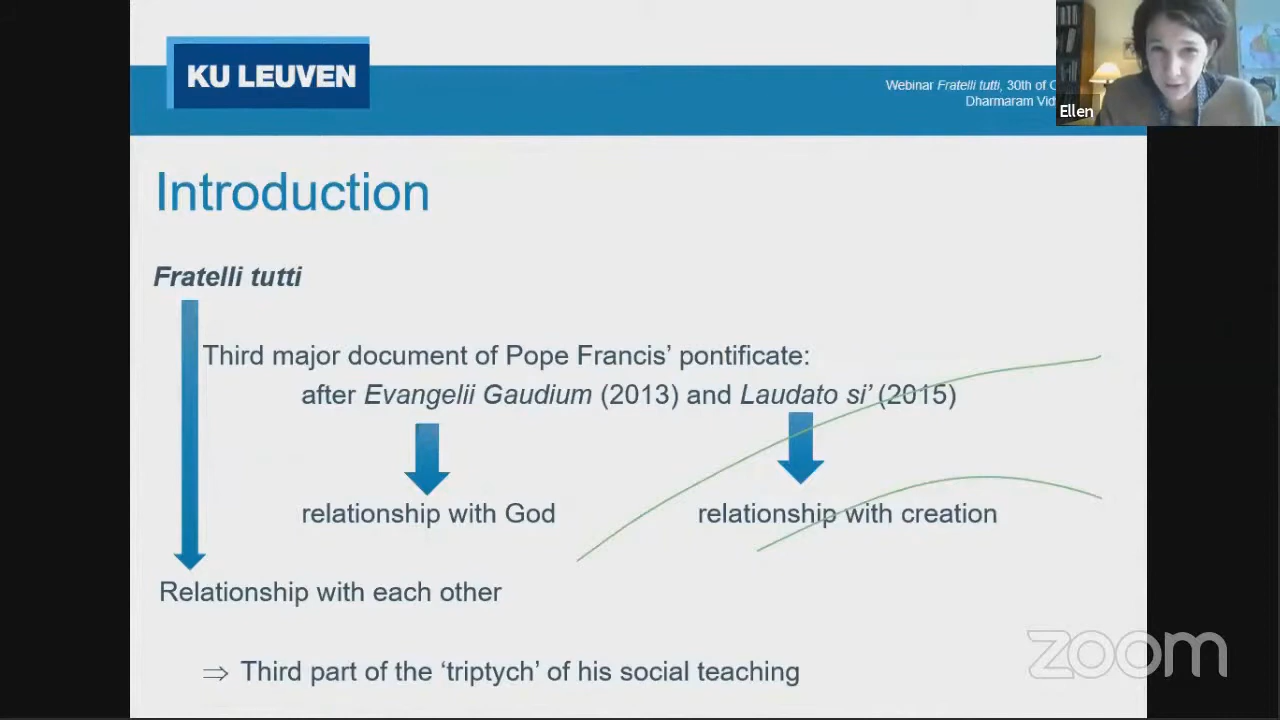 KU LEUVEN
Webinar Fratelli tutti, 30th of
Dharmaram
Ellen
Introduction
Fratelli tutti
Third major document of Pope Francis’ pontificate:
after Evangelii Gaudium (2013) and Laudato si’ (2015)
relationship with God
relationship with creation
Relationship with each other
⇒ Third part of the ‘triptych’ of his social teaching
zoom